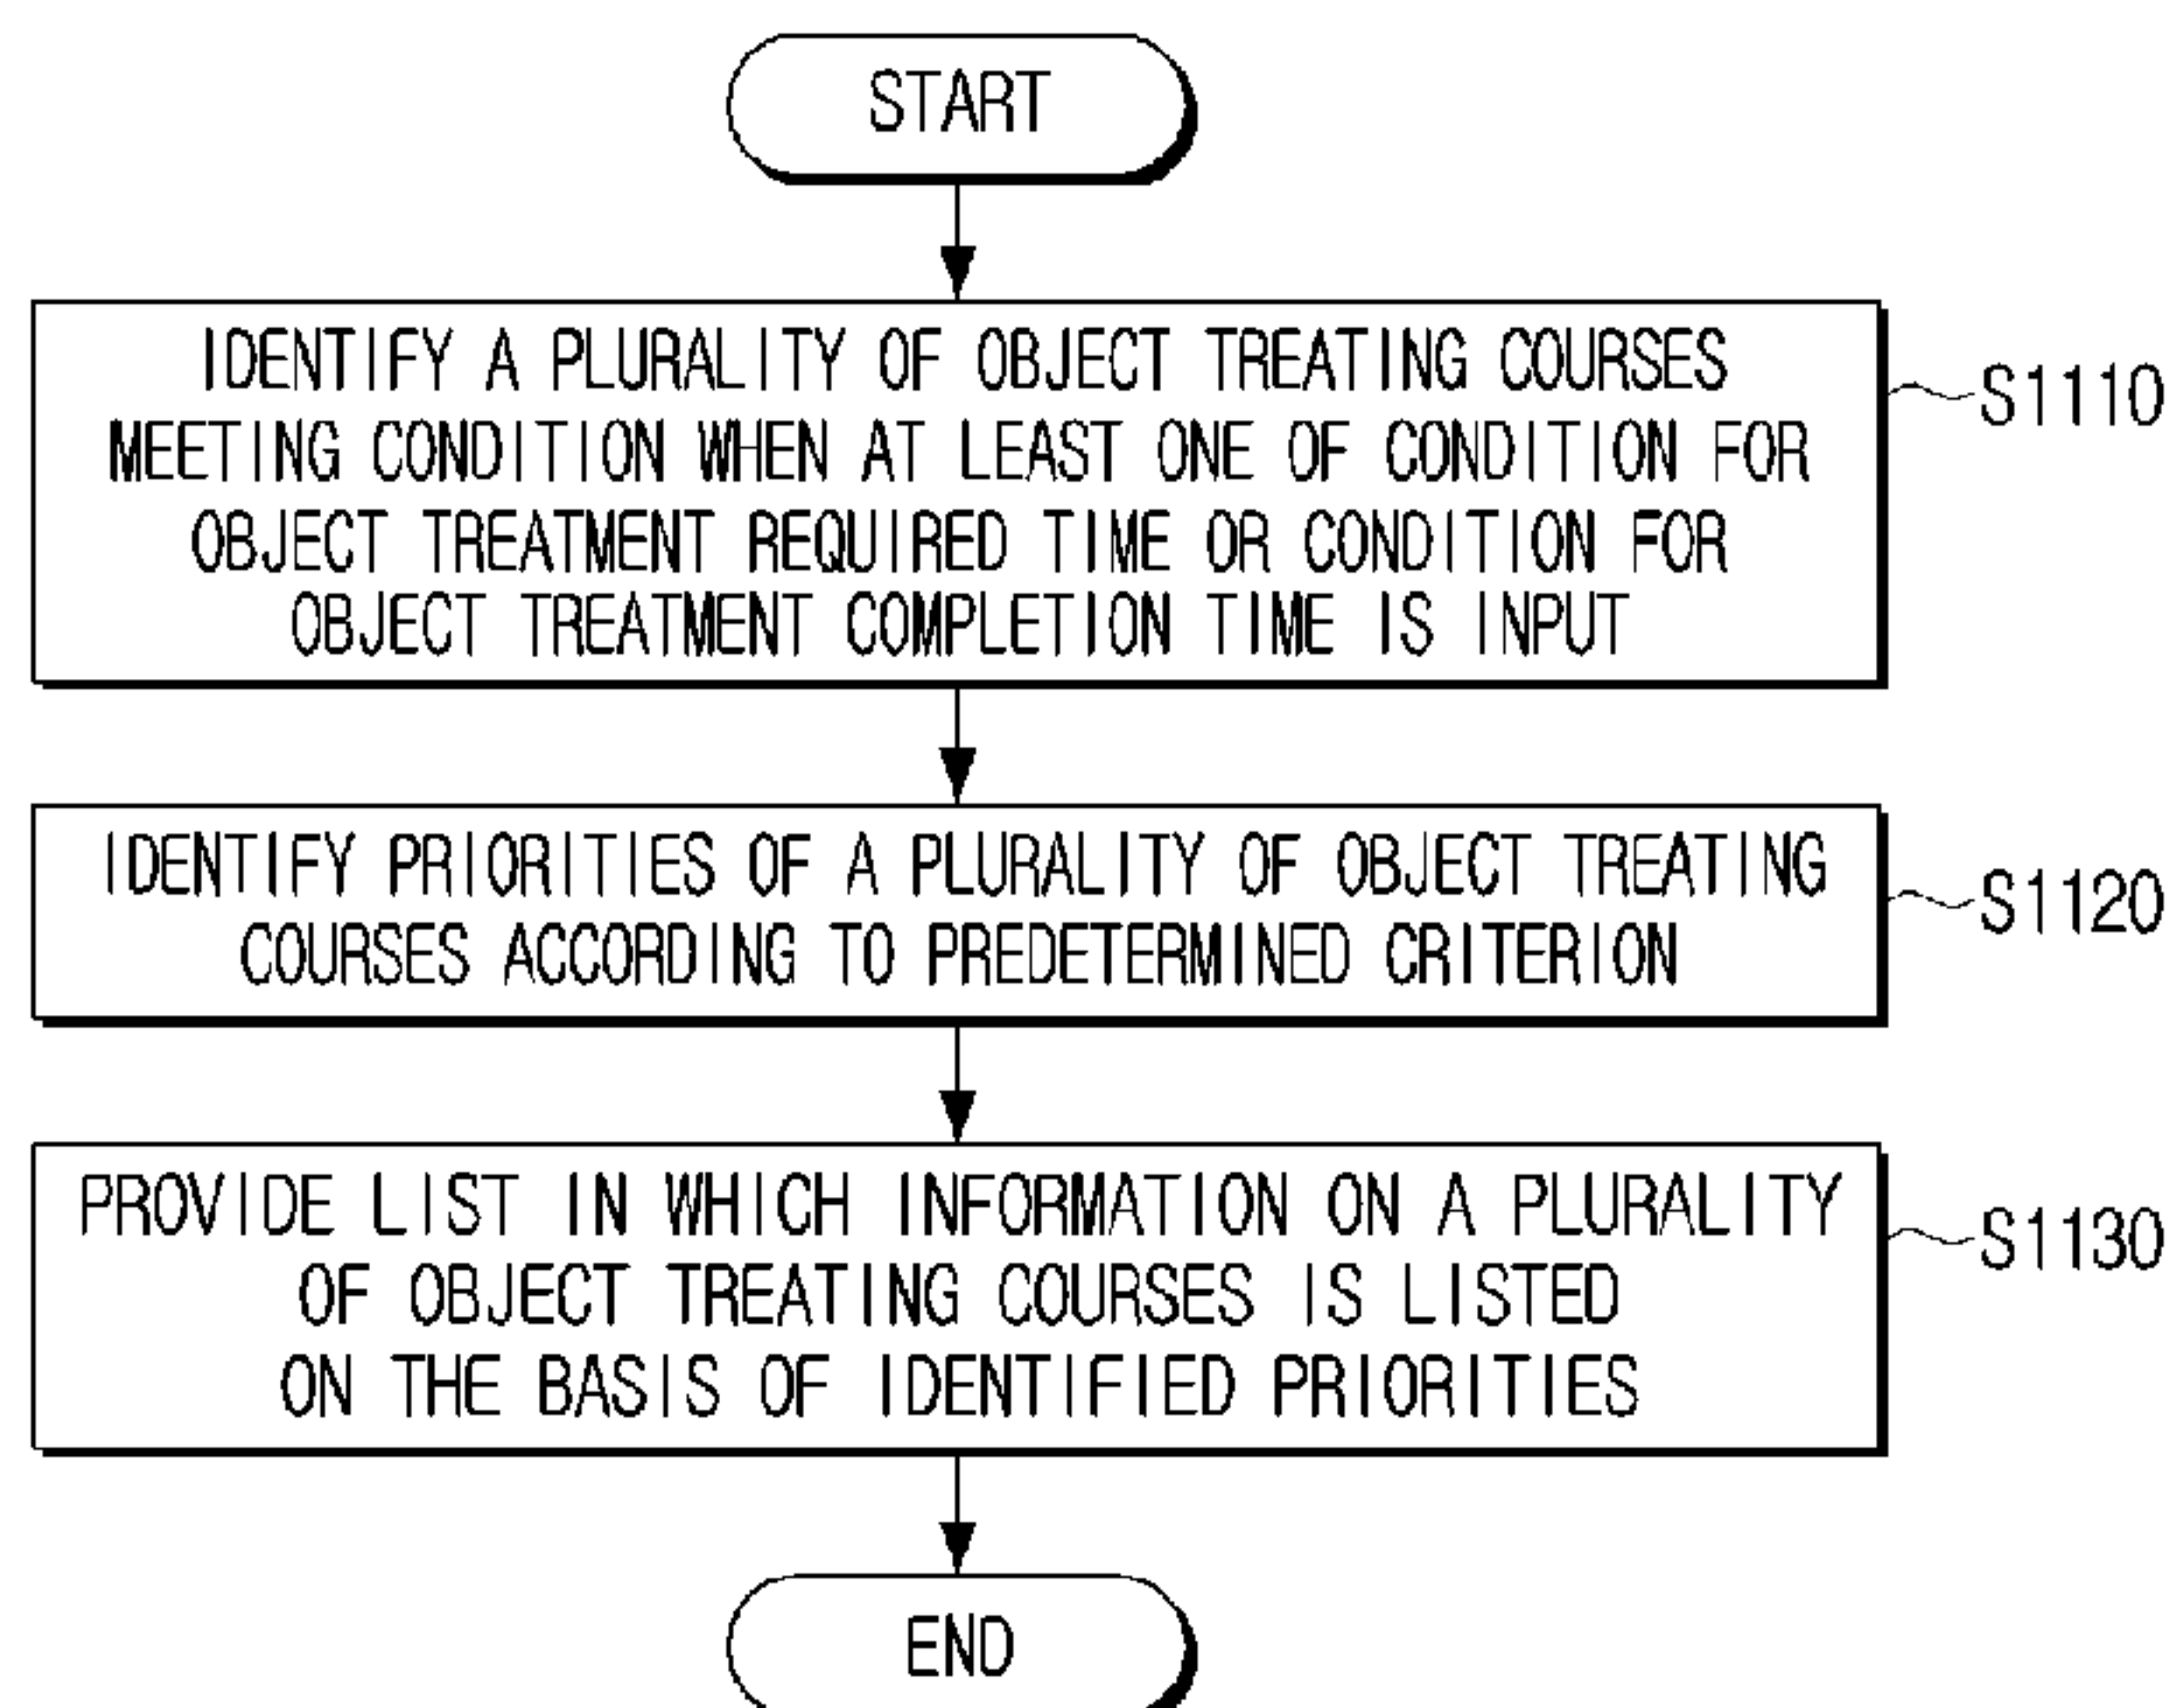 START
IDENTIFY A PLURALITY OF OBJECT TREATING COURSES
MEETING CONDITION WHEN AT LEAST ONE OF CONDITION FOR
OBJECT TREATMENT REQUIRED TIME OR CONDITION FOR
OBJECT TREATMENT COMPLETION TIME IS INPUT
S1110
IDENTIFY PRIORITIES OF A PLURALITY OF OBJECT TREATING
COURSES ACCORDING TO PREDETERMINED CRITERION
S1120
PROVIDE LIST IN WHICH INFORMATION ON A PLURALITY
OF OBJECT TREATING COURSES IS LISTED
ON THE BASIS OF IDENTIFIED PRIORITIES
S1130
END